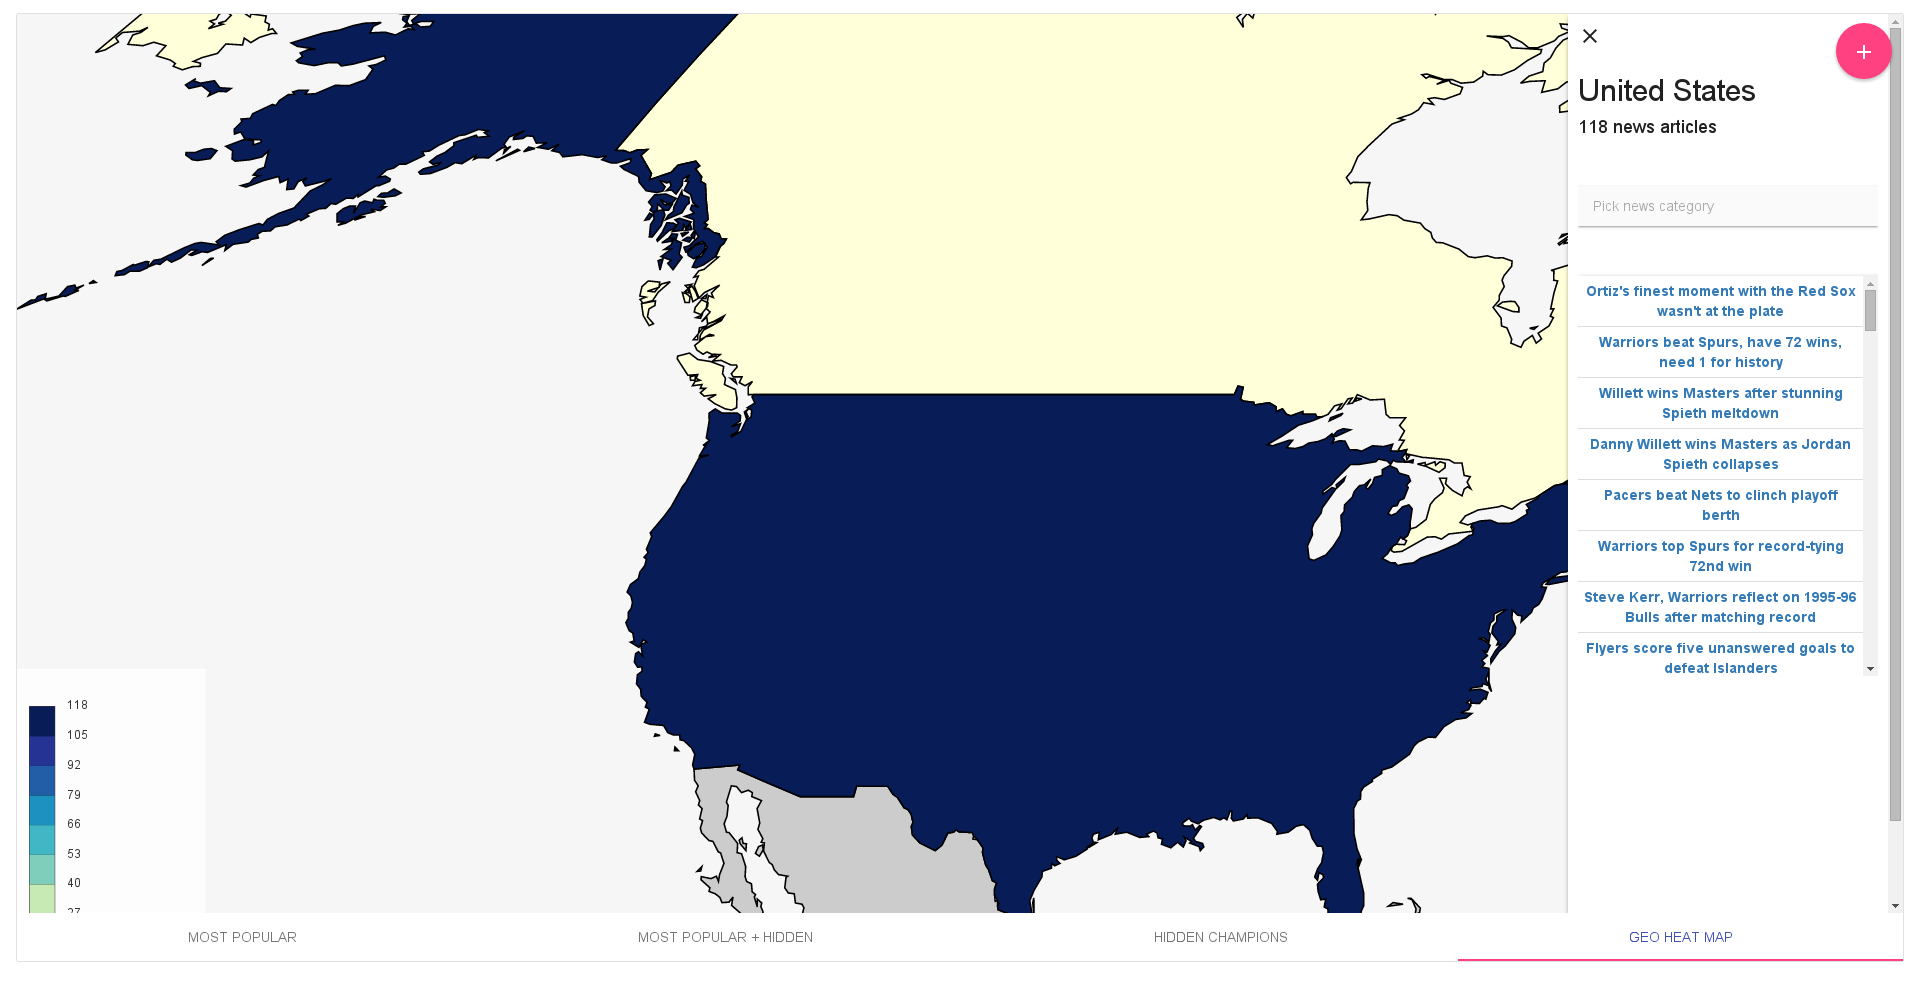 United States
118 news articles
Pick news category
Ortiz's finest moment with the Red Sox
wasn't at the plate
Warriors beat Spurs, have 72 wins,
need 1 for history
Willett wins Masters after stunning
Spieth meltdown
Danny Willett wins Masters as Jordan
Spieth collapses
Pacers beat Nets to clinch playoff
berth
Warriors top Spurs for record-tying
72nd win
Steve Kerr, Warriors reflect on 1995-96
Bulls after matching record
Flyers score five unanswered goals to
defeat Islanders
118
105
92
79
66
53
40
27
MOST POPULAR
MOST POPULAR + HIDDEN
HIDDEN CHAMPIONS
GEO HEAT MAP